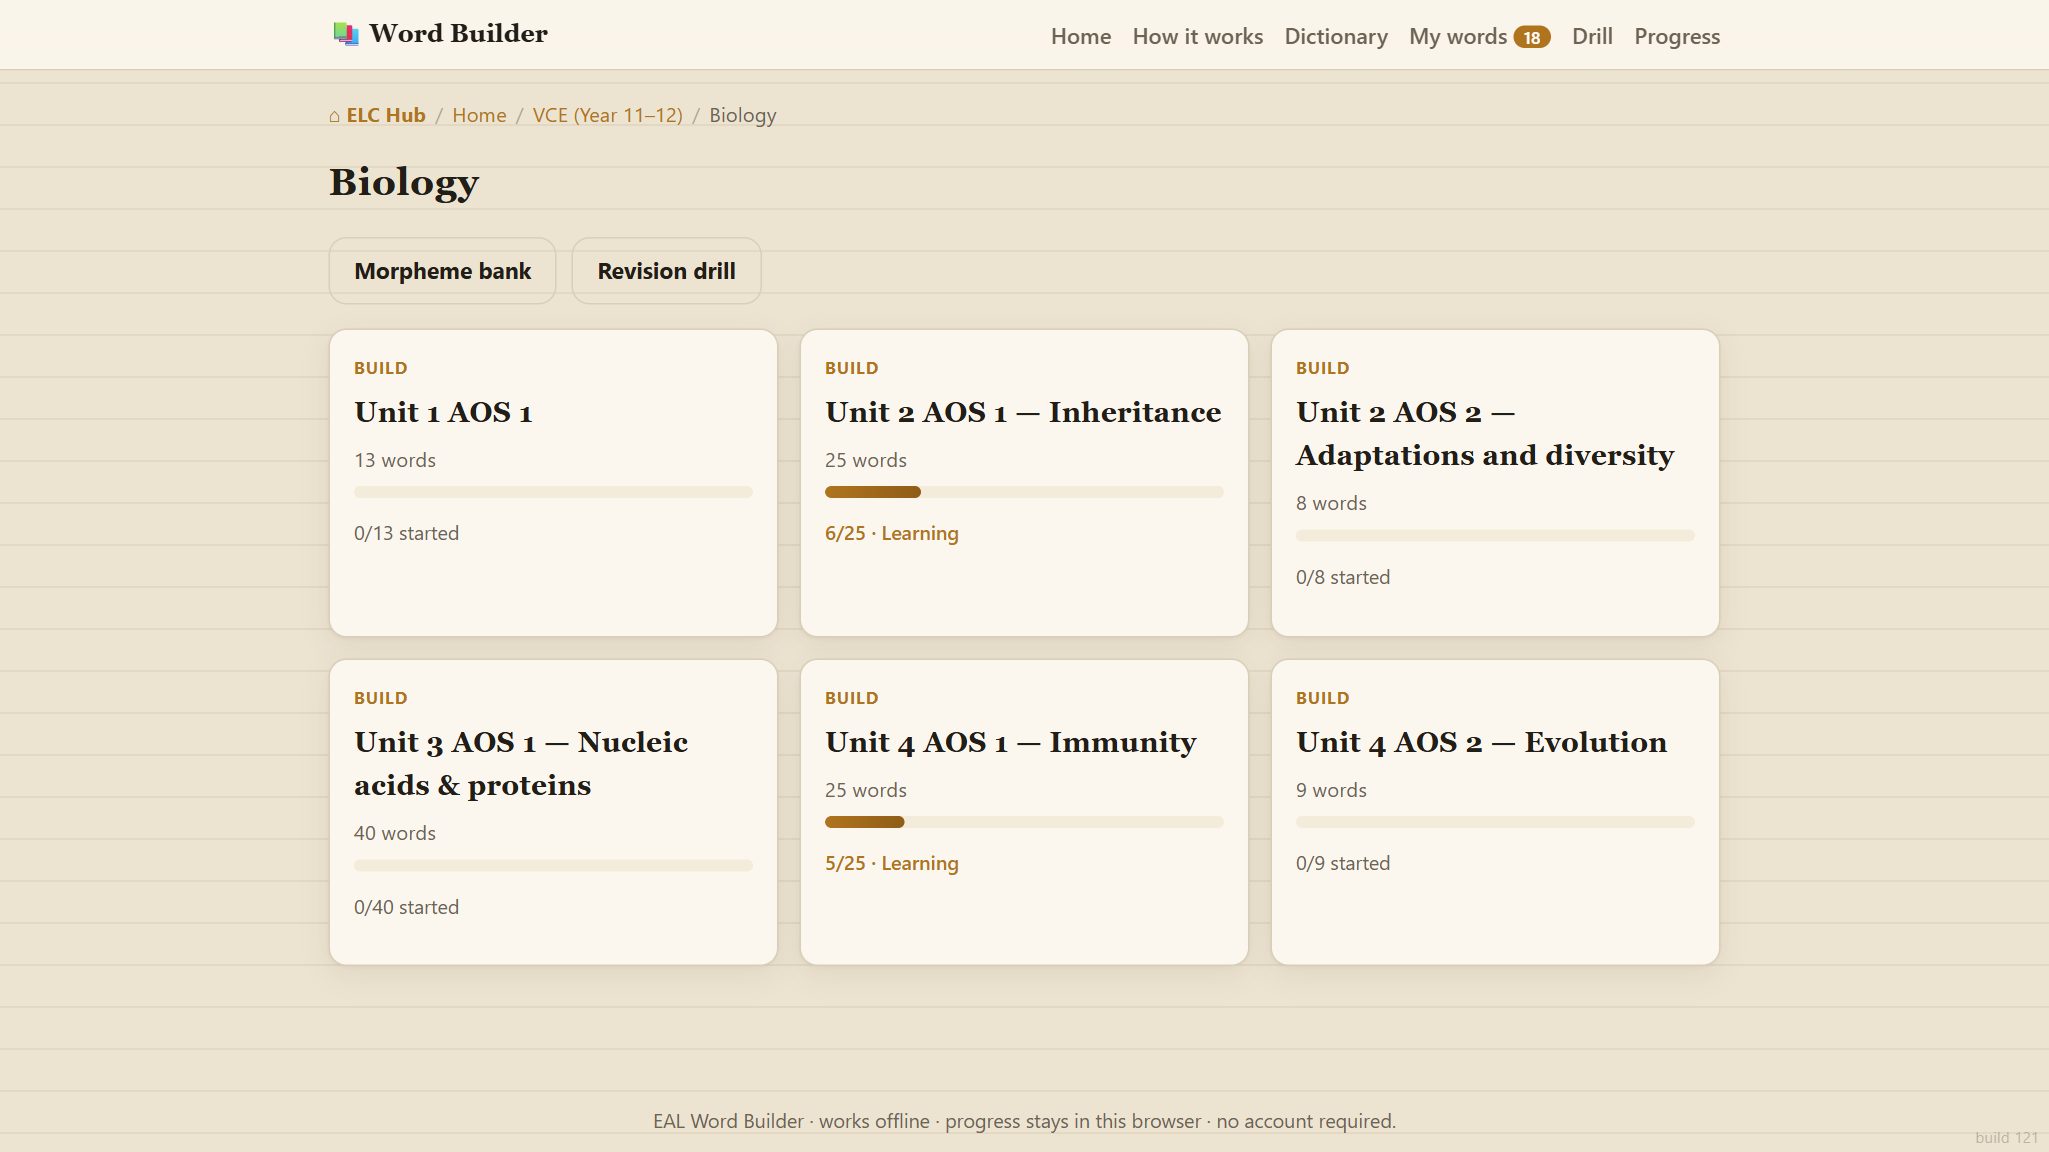 Word Builder
Home How it works Dictionary My words 18 Drill Progress
⌂ ELC Hub / Home / VCE (Year 11–12) / Biology
Biology
Morpheme bank
Revision drill
BUILD
Unit 1 AOS 1
13 words
0/13 started
BUILD
Unit 2 AOS 1 — Inheritance
25 words
6/25 · Learning
BUILD
Unit 2 AOS 2 —
Adaptations and diversity
8 words
0/8 started
BUILD
Unit 3 AOS 1 — Nucleic
acids & proteins
40 words
0/40 started
BUILD
Unit 4 AOS 1 — Immunity
25 words
5/25 · Learning
BUILD
Unit 4 AOS 2 — Evolution
9 words
0/9 started
EAL Word Builder · works offline · progress stays in this browser · no account required.
build 121